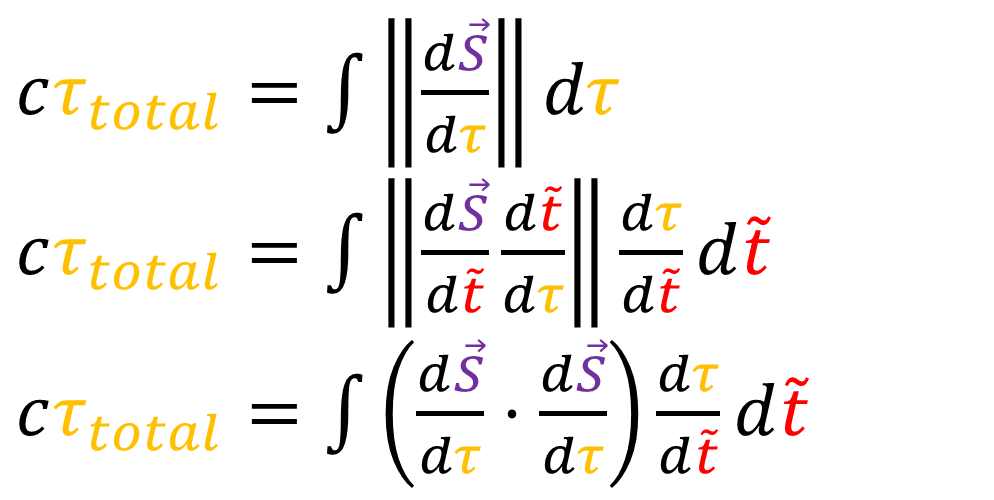 cτ_total = ∫ ‖dS⃗/dτ‖ dτ
cτ_total = ∫ ‖dS⃗/dt̃ dt̃/dτ‖ dτ/dt̃ dt̃
cτ_total = ∫ (dS⃗/dτ · dS⃗/dτ) dτ/dt̃ dt̃